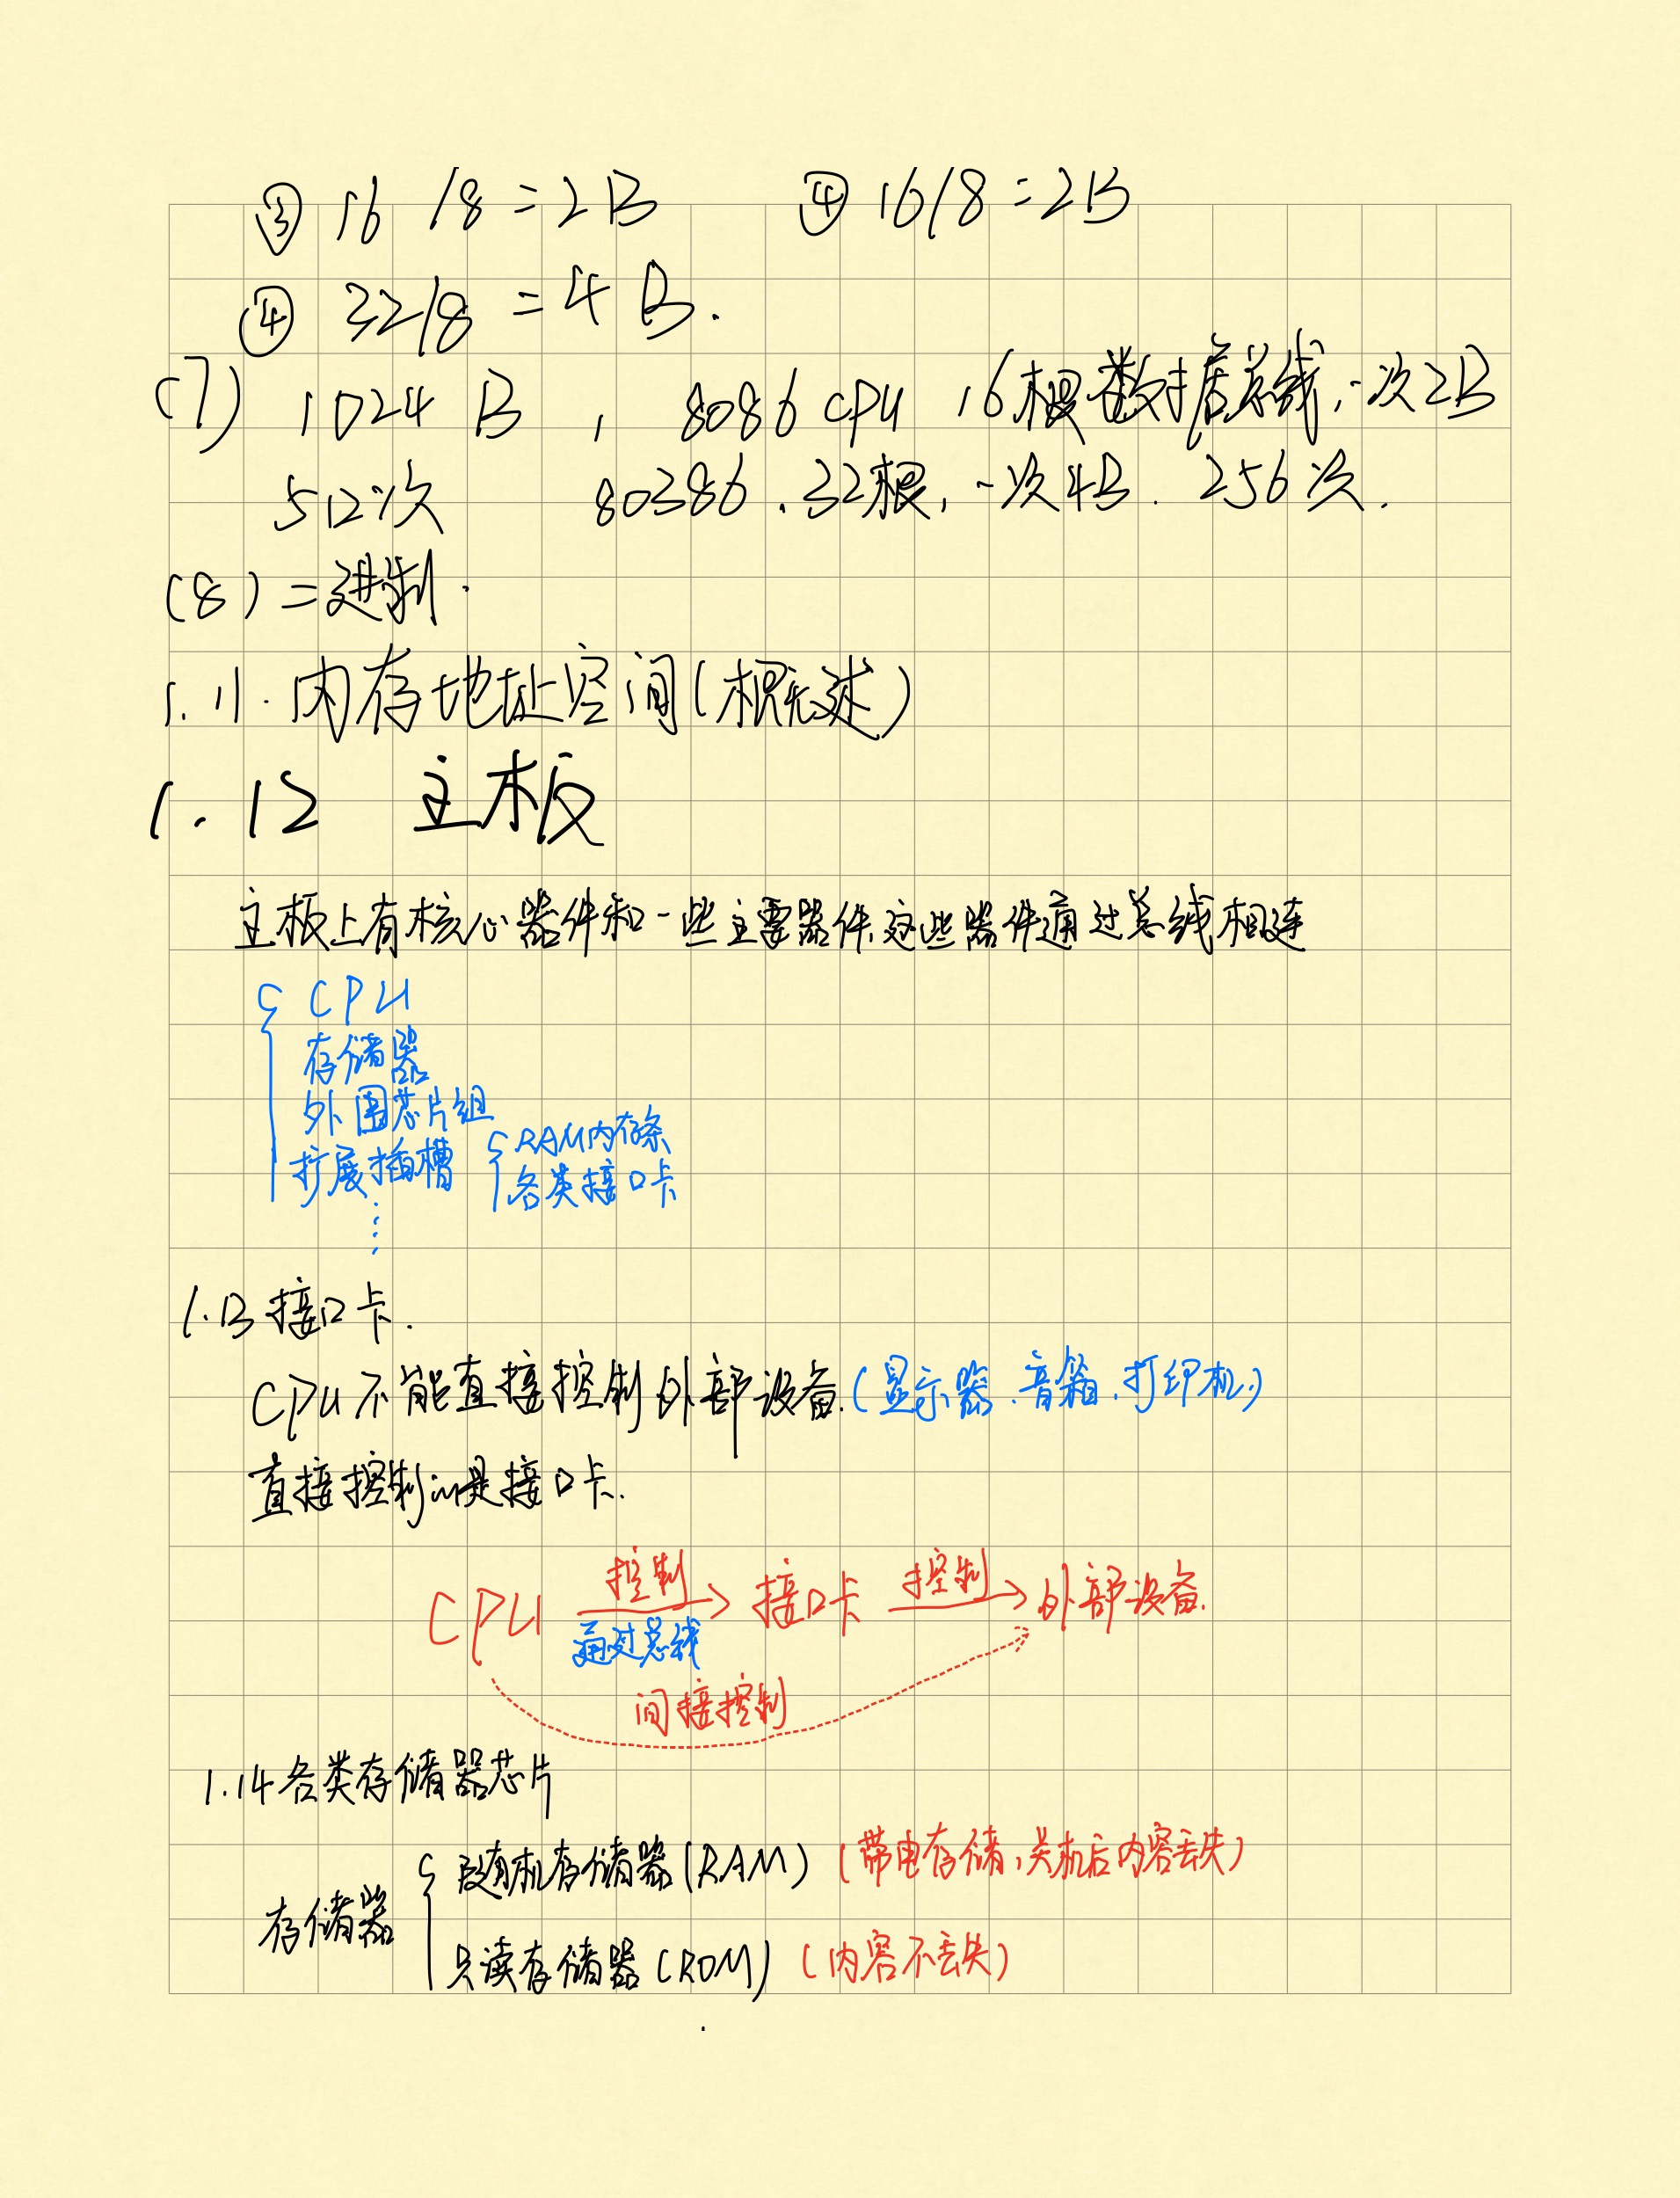 ③ 16/8=2B ④ 16/8=2B
④ 32/8=4B.
(7) 1024B, 8086CPU 16根数据总线,一次2B
512次 80386.32根,一次4B. 256次.
(8)二进制.
1.11.内存地址空间(概述)
1.12 主板
主板上有核心器件和一些主要器件,这些器件通过总线相连
CPU
存储器
外围芯片组
扩展插槽 RAM内存条
各类接口卡
⋮
1.13接口卡.
CPU不能直接控制外部设备.(显示器、音箱、打印机.)
直接控制的是接口卡.
CPU 控制 接口卡 控制 外部设备.
通过总线
间接控制
1.14各类存储器芯片
随机存储器(RAM) (带电存储,关机后内容丢失)
存储器
只读存储器(ROM) (内容不丢失)